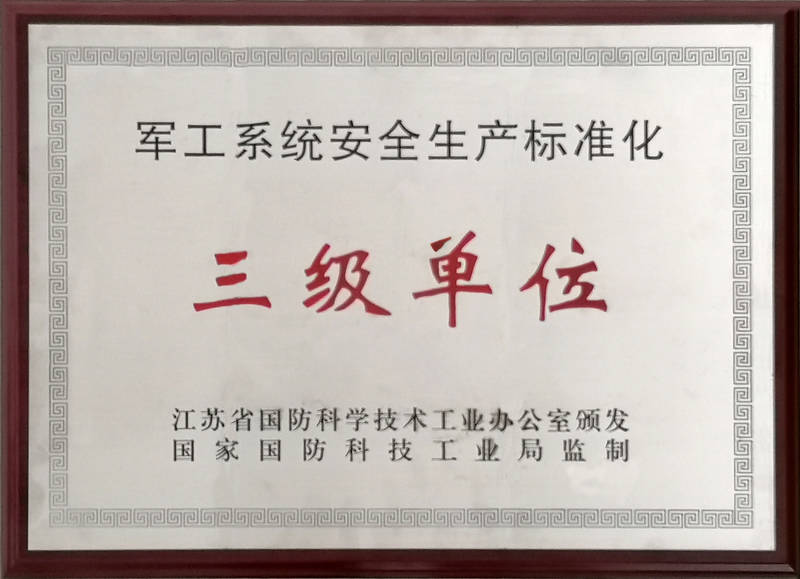 军工系统安全生产标准化
三级单位
江苏省国防科学技术工业办公室颁发
国家国防科技工业局监制